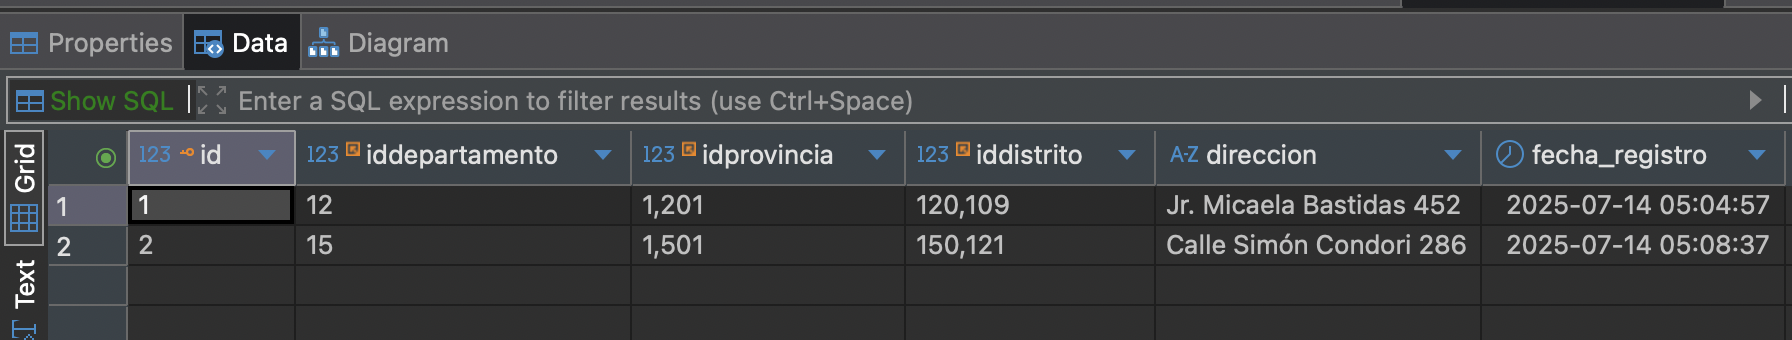 Properties Data Diagram
Show SQL Enter a SQL expression to filter results (use Ctrl+Space)
Grid
Text
123 id 123 iddepartamento 123 idprovincia 123 iddistrito A-Z direccion fecha_registro
1 1 12 1,201 120,109 Jr. Micaela Bastidas 452 2025-07-14 05:04:57
2 2 15 1,501 150,121 Calle Simón Condori 286 2025-07-14 05:08:37